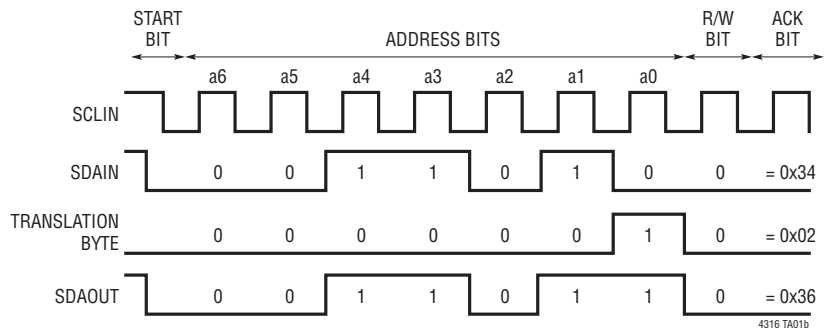 START BIT
ADDRESS BITS
R/W BIT
ACK BIT
a6 a5 a4 a3 a2 a1 a0
SCLIN
SDAIN 0 0 1 1 0 1 0 0 = 0x34
TRANSLATION BYTE 0 0 0 0 0 0 1 0 = 0x02
SDAOUT 0 0 1 1 0 1 1 0 = 0x36
4316 TA01b